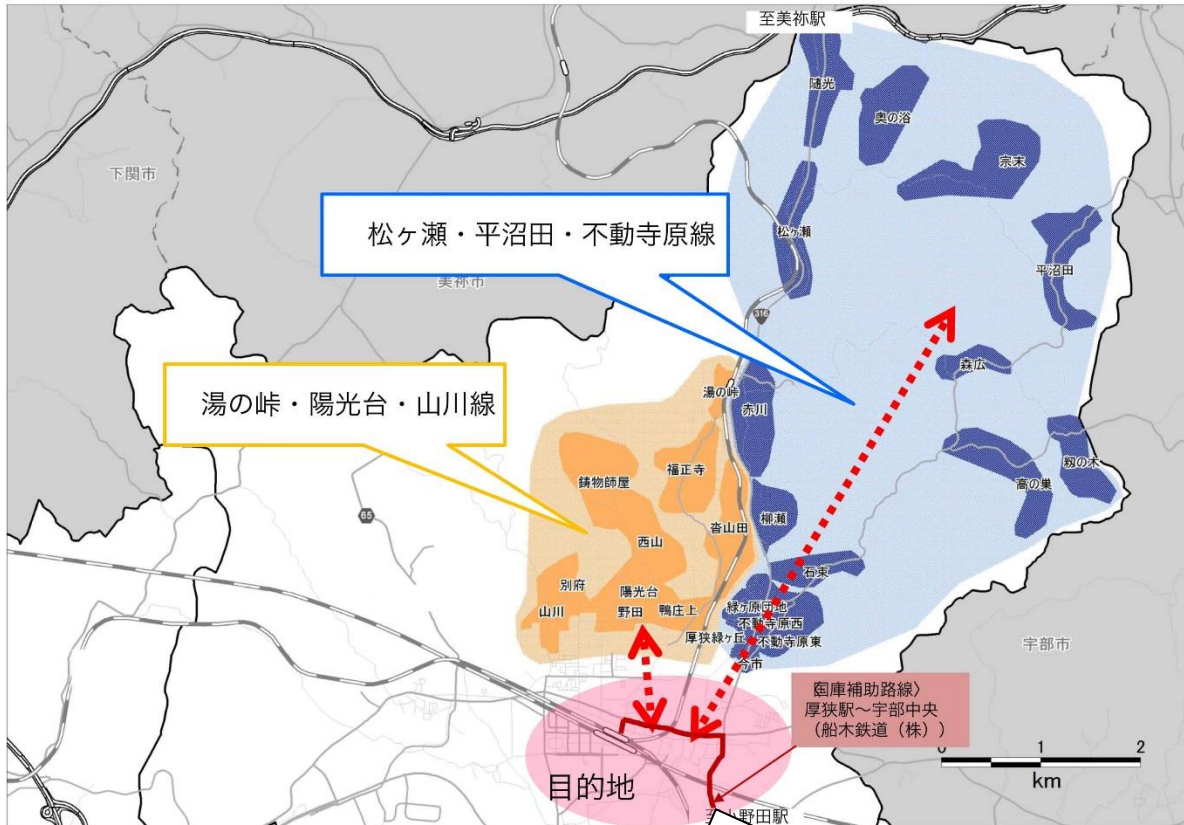 至美祢駅
随光
奥の浴
宗末
下関市
松ヶ瀬・平沼田・不動寺原線
松ヶ瀬
平沼田
美祢市
316
森広
湯の峠
赤川
湯の峠・陽光台・山川線
福正寺
鋳物師屋
籾の木
高の巣
65
沓山田
柳瀬
西山
石束
別府
陽光台
緑ヶ原団地
山川
野田
鴨庄上
不動寺原西
厚狭緑ヶ丘
不動寺原東
今市
宇部市
〈国庫補助路線〉
厚狭駅～宇部中央
(船木鉄道(株))
0 1 2
km
目的地
至小野田駅